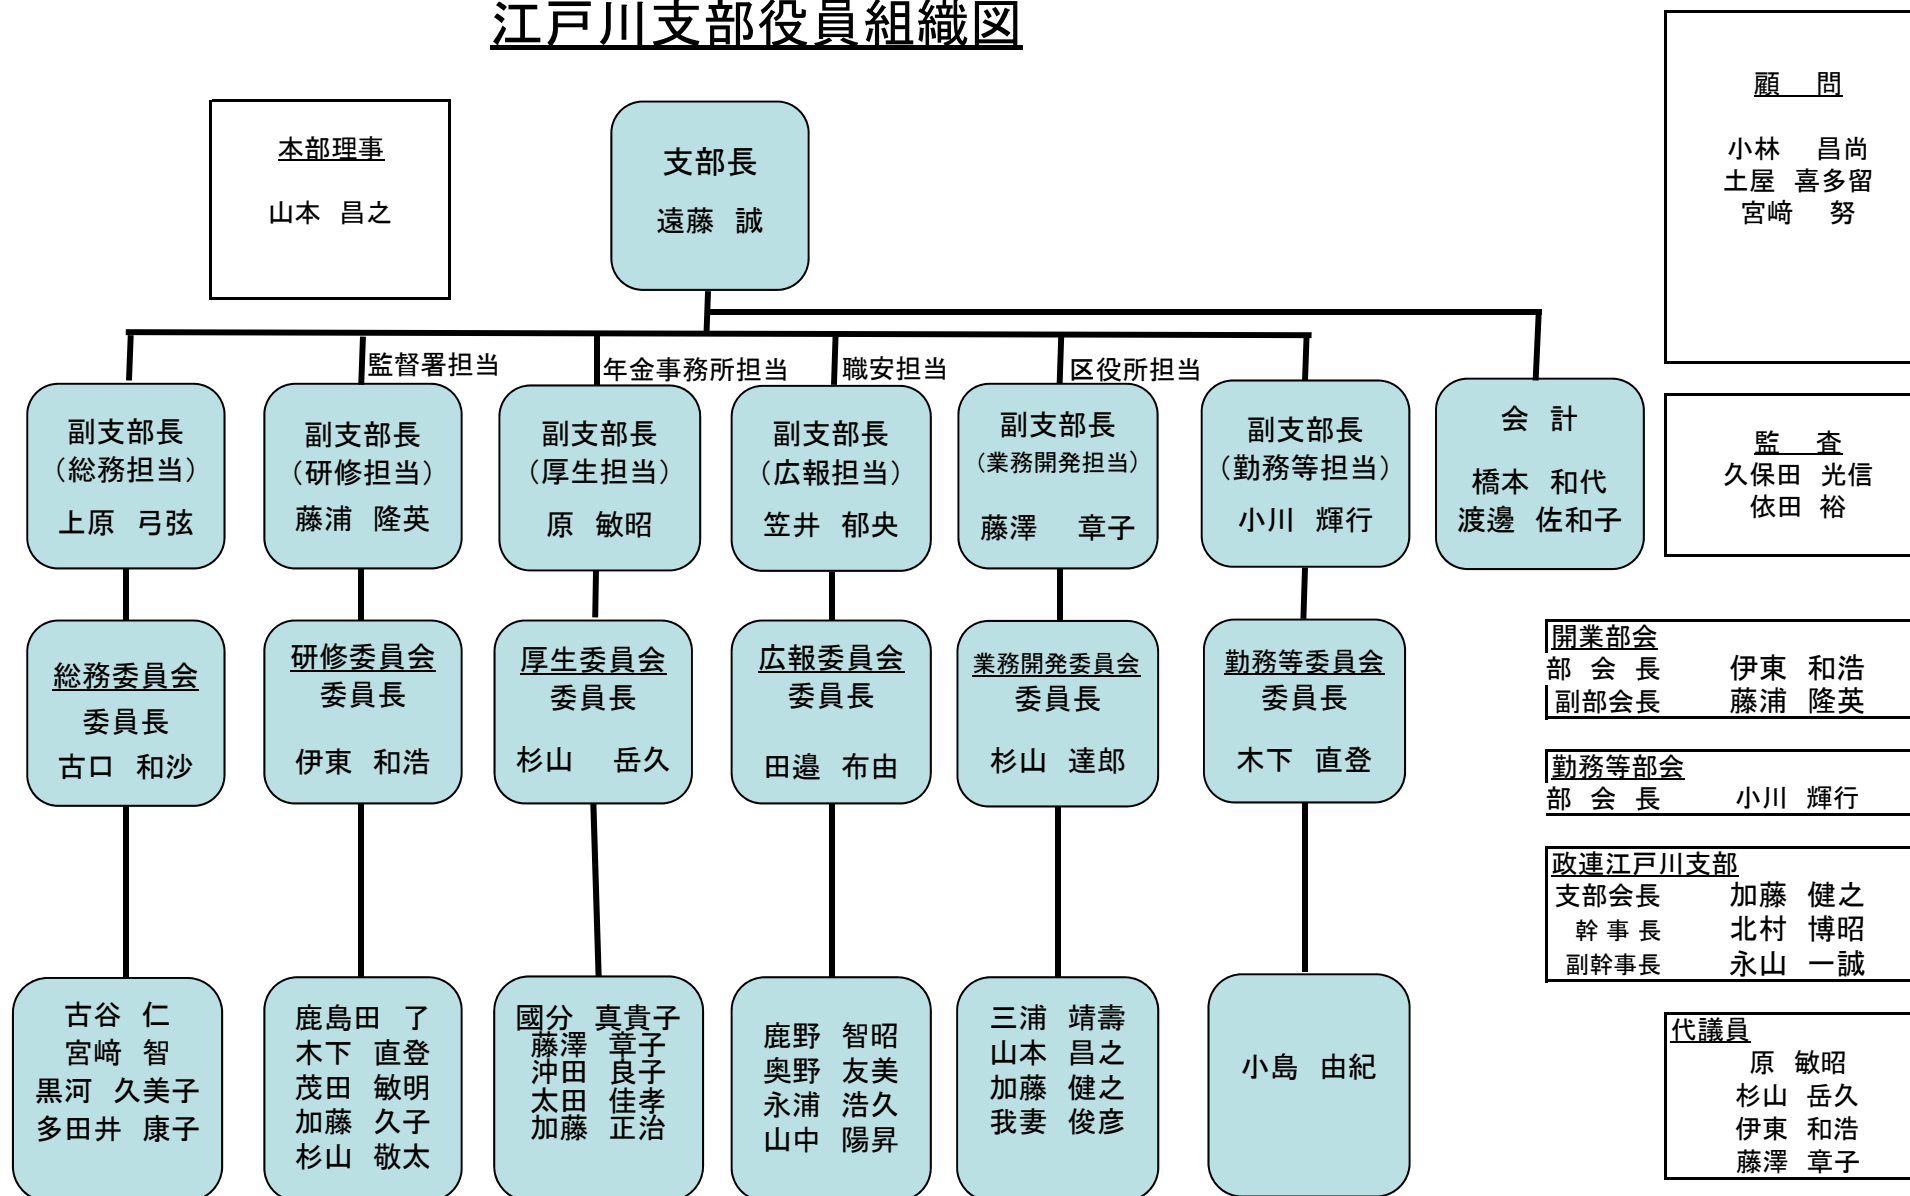 江戸川支部役員組織図
本部理事
山本 昌之
支部長
遠藤 誠
顧 問
小林 昌尚
土屋 喜多留
宮﨑 努
監督署担当
年金事務所担当
職安担当
区役所担当
副支部長
（総務担当）
上原 弓弦
副支部長
（研修担当）
藤浦 隆英
副支部長
（厚生担当）
原 敏昭
副支部長
（広報担当）
笠井 郁央
副支部長
（業務開発担当）
藤澤 章子
副支部長
（勤務等担当）
小川 輝行
会 計
橋本 和代
渡邊 佐和子
監 査
久保田 光信
依田 裕
総務委員会
委員長
古口 和沙
研修委員会
委員長
伊東 和浩
厚生委員会
委員長
杉山 岳久
広報委員会
委員長
田邉 布由
業務開発委員会
委員長
杉山 達郎
勤務等委員会
委員長
木下 直登
開業部会
部 会 長 伊東 和浩
副部会長 藤浦 隆英
勤務等部会
部 会 長 小川 輝行
政連江戸川支部
支部会長 加藤 健之
幹 事 長 北村 博昭
副幹事長 永山 一誠
古谷 仁
宮﨑 智
黒河 久美子
多田井 康子
鹿島田 了
木下 直登
茂田 敏明
加藤 久子
杉山 敬太
國分 真貴子
藤澤 章子
沖田 良子
太田 佳孝
加藤 正治
鹿野 智昭
奥野 友美
永浦 浩久
山中 陽昇
三浦 靖壽
山本 昌之
加藤 健之
我妻 俊彦
小島 由紀
代議員
原 敏昭
杉山 岳久
伊東 和浩
藤澤 章子